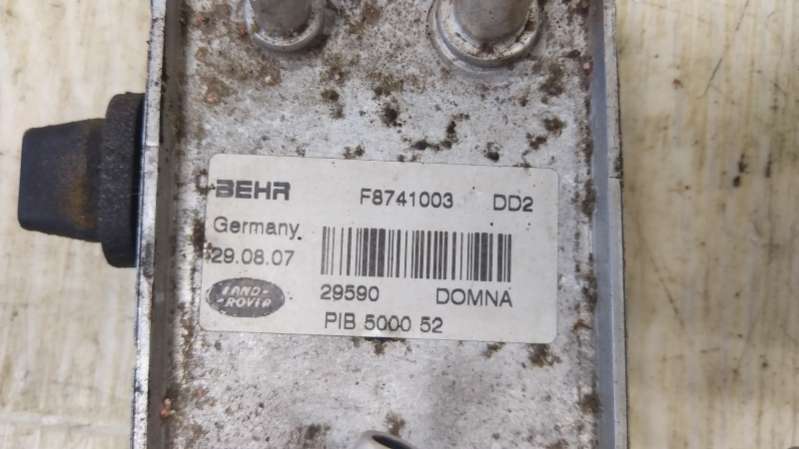 BEHR F8741003 DD2
Germany
29.08.07
LAND-
-ROVER
29590 DOMNA
PIB 5000 52